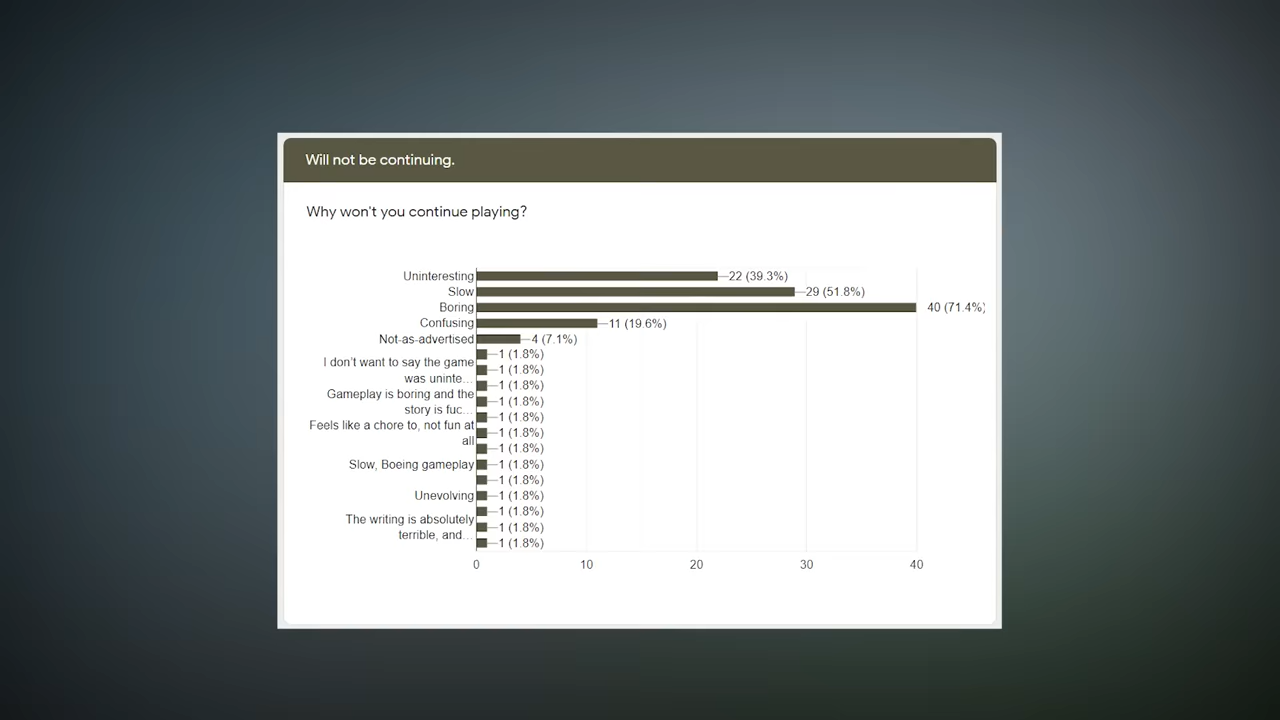 Will not be continuing.
Why won't you continue playing?
Uninteresting 22 (39.3%)
Slow 29 (51.8%)
Boring 40 (71.4%)
Confusing 11 (19.6%)
Not-as-advertised 4 (7.1%)
1 (1.8%)
I don't want to say the game
1 (1.8%)
was uninte...
1 (1.8%)
Gameplay is boring and the
1 (1.8%)
story is fuc...
1 (1.8%)
Feels like a chore to, not fun at
1 (1.8%)
all
1 (1.8%)
Slow, Boeing gameplay 1 (1.8%)
1 (1.8%)
Unevolving 1 (1.8%)
1 (1.8%)
The writing is absolutely
1 (1.8%)
terrible, and...
1 (1.8%)
0 10 20 30 40